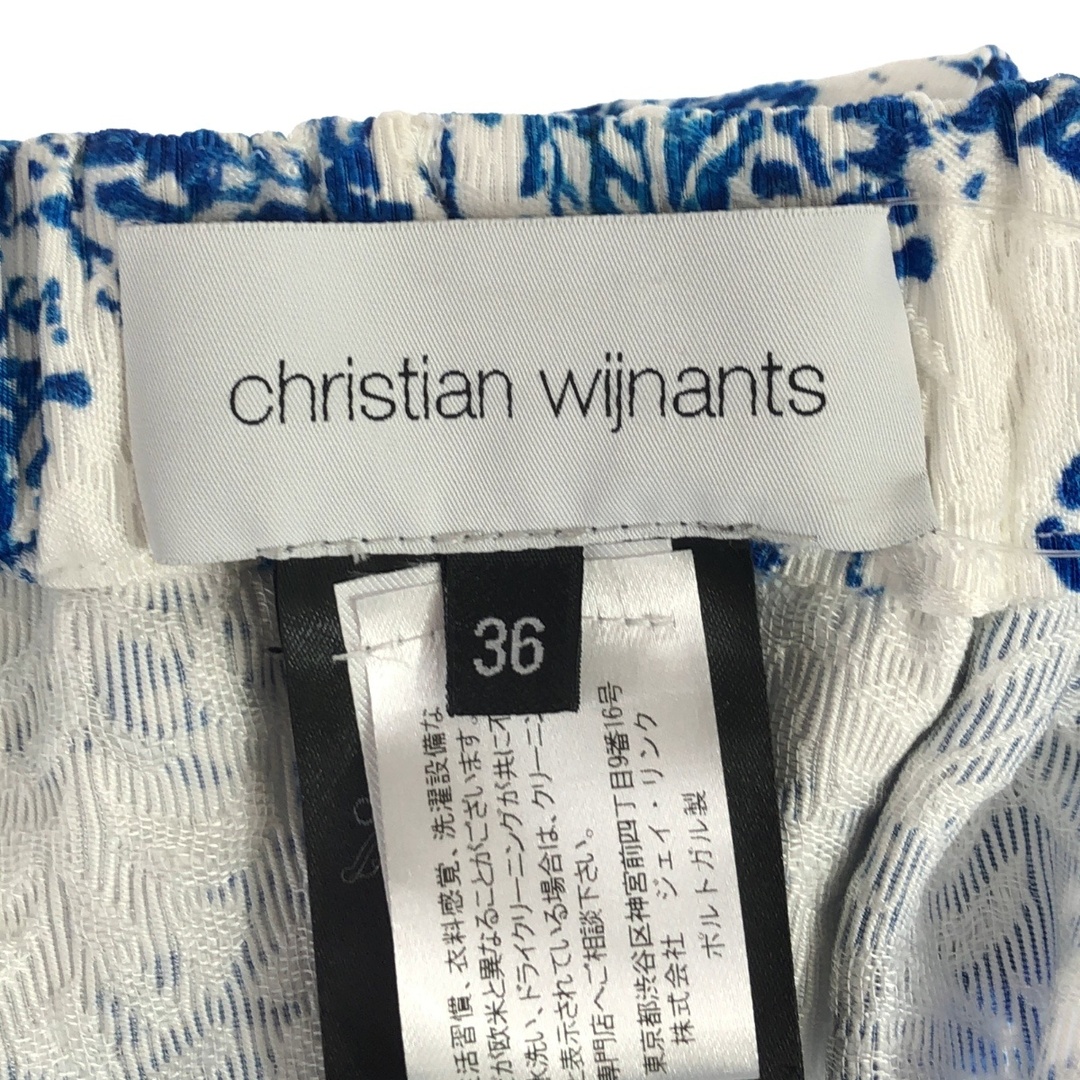 christian wijnants
36
活習慣、衣料感覚、洗濯設備な
が欧米と異なることがございます。
水洗い、ドライクリーニングが共に不
と表示されている場合は、クリーニン
専門店へご相談下さい。
東京都渋谷区神宮前四丁目9番16号
株式会社 ジェイ・リンク
ポルトガル製